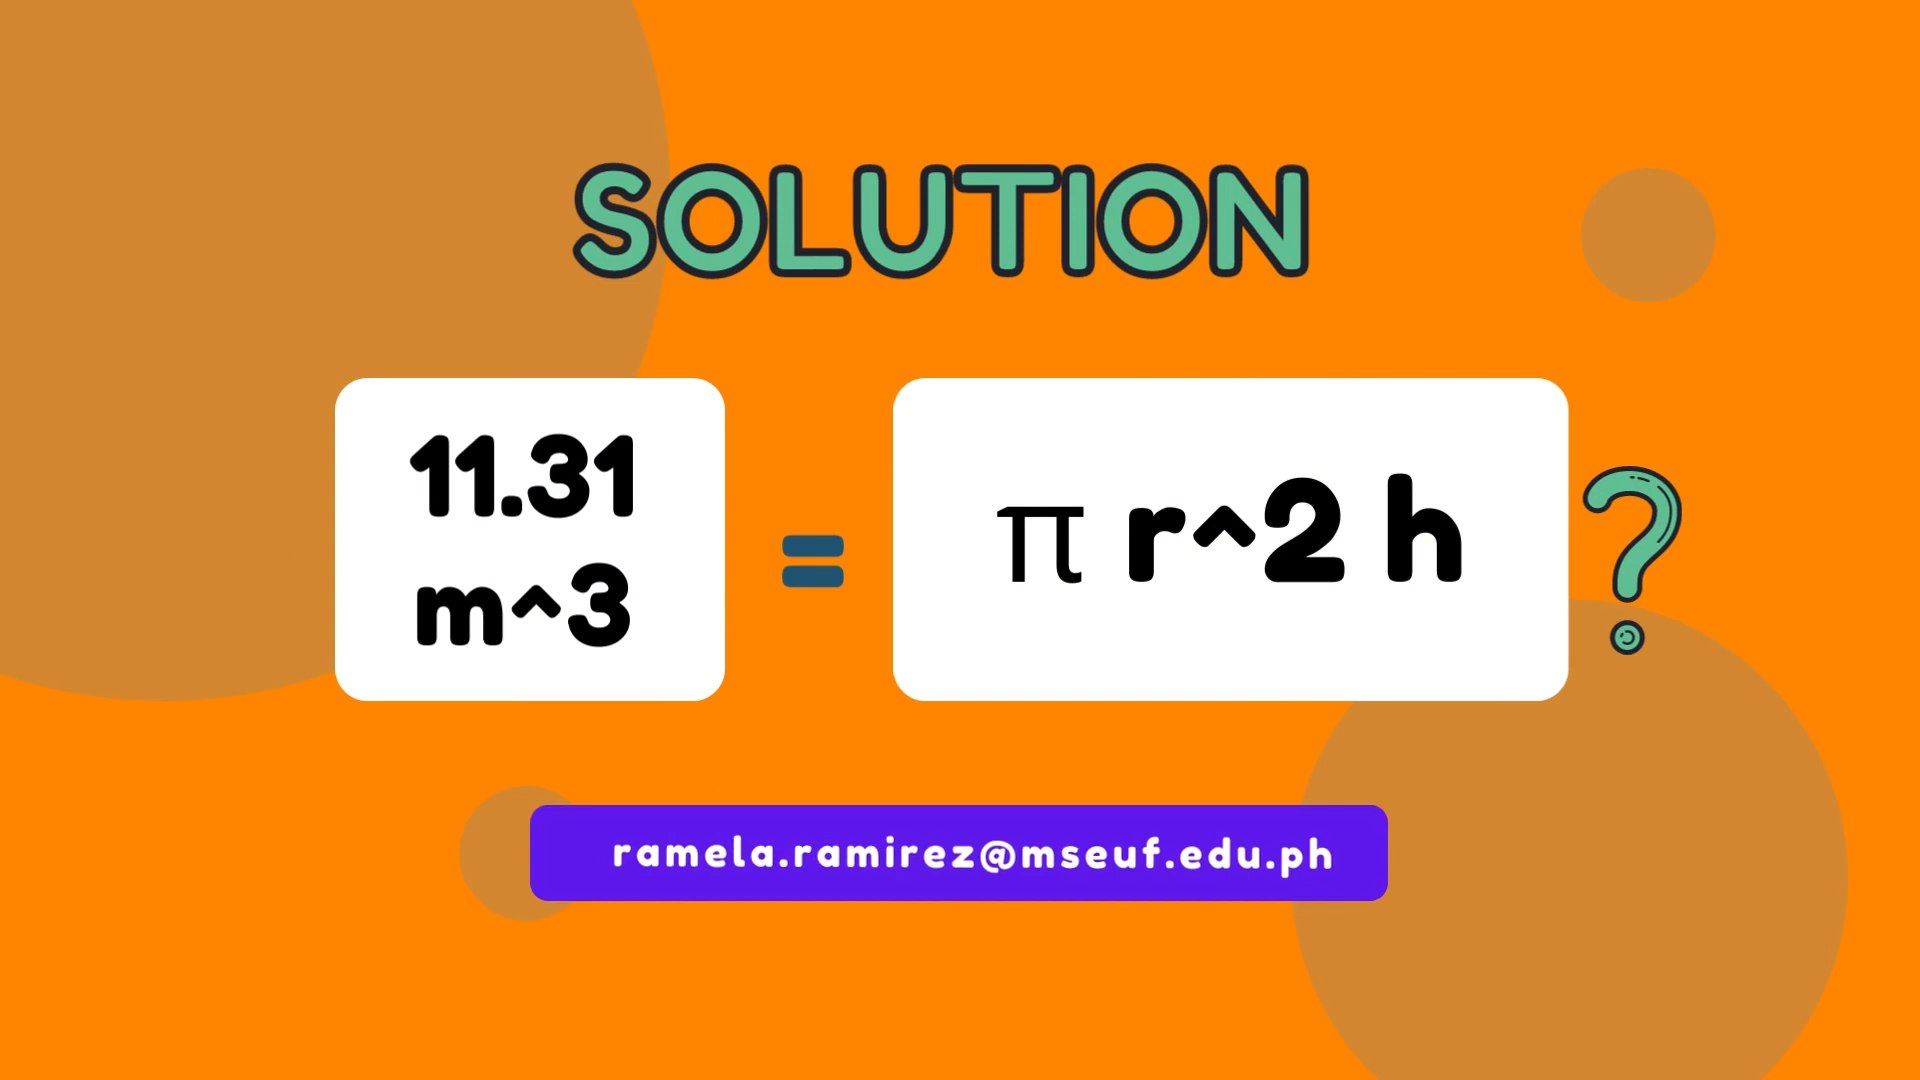 SOLUTION
11.31
m^3
=
π r^2 h
?
ramela.ramirez@mseuf.edu.ph